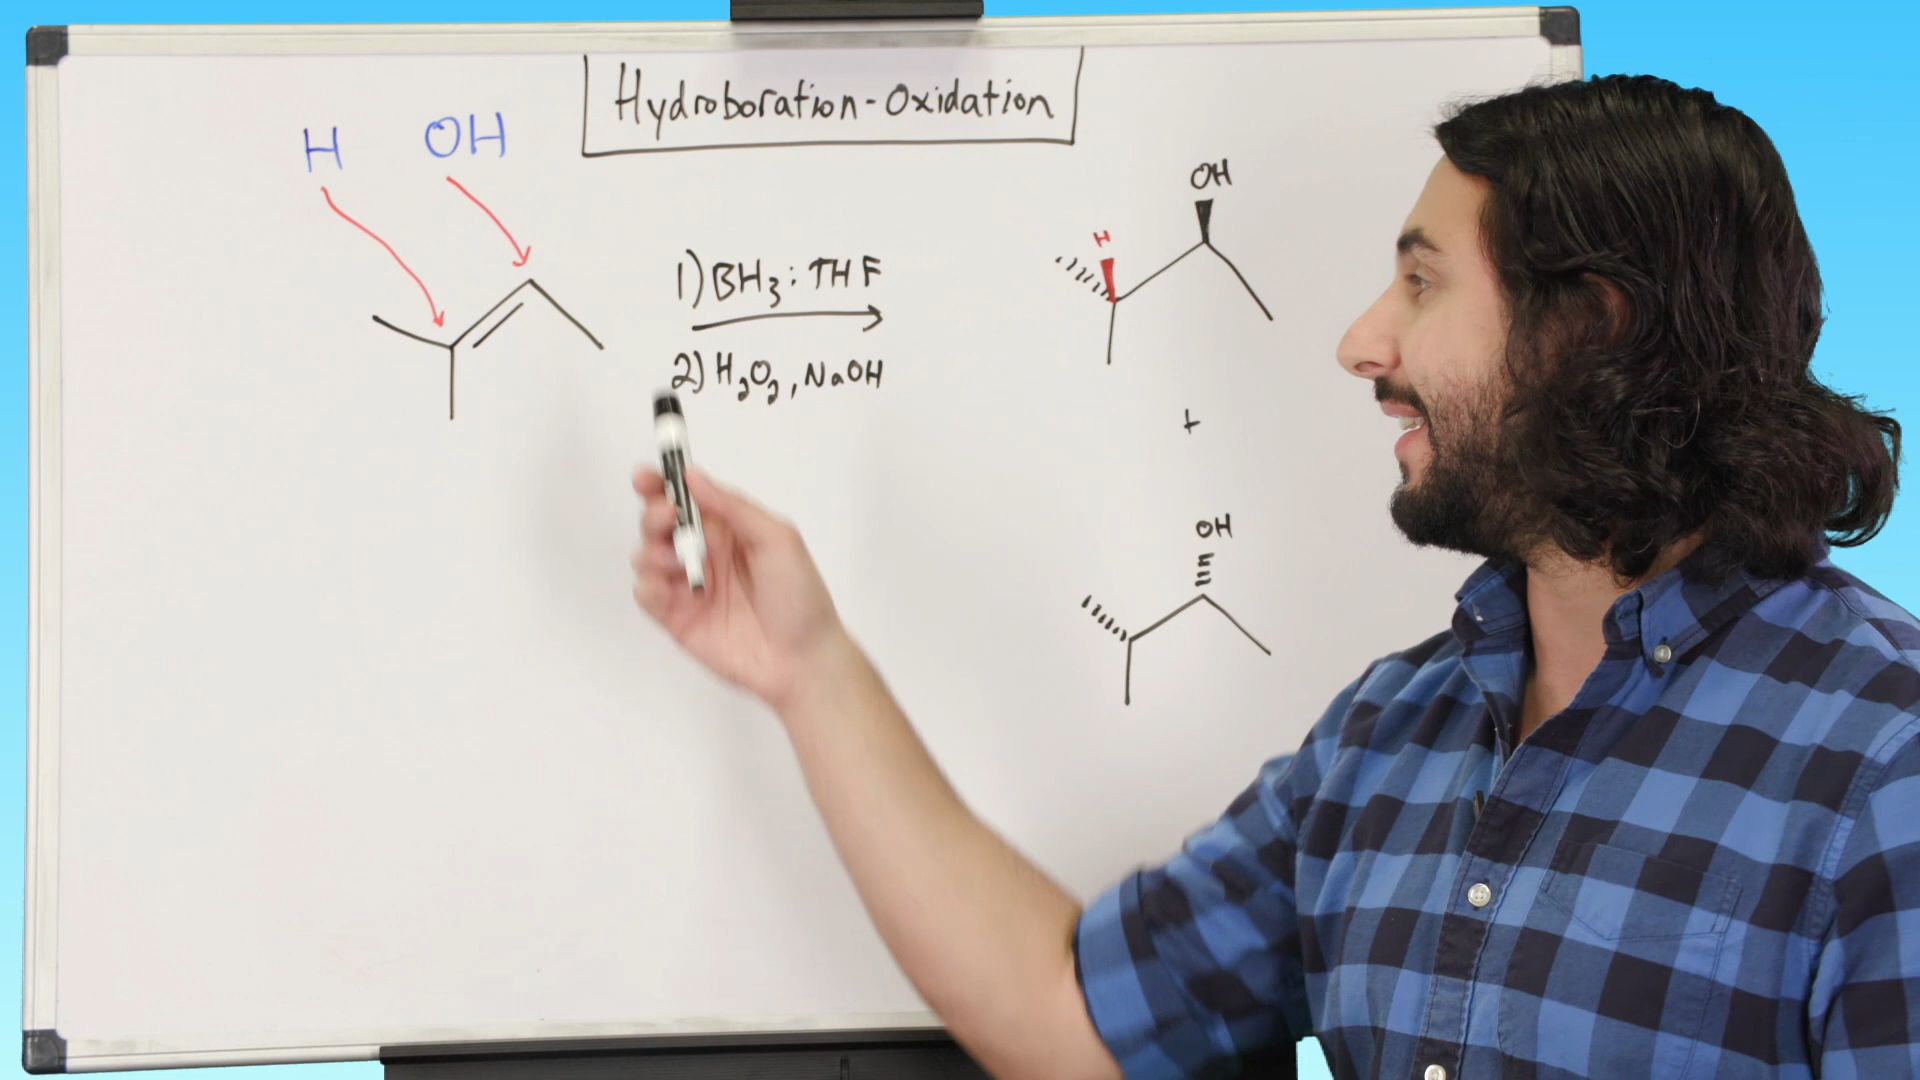 Hydroboration-Oxidation
H OH
1) BH₃ : THF
2) H₂O₂, NaOH
OH
H
+
OH